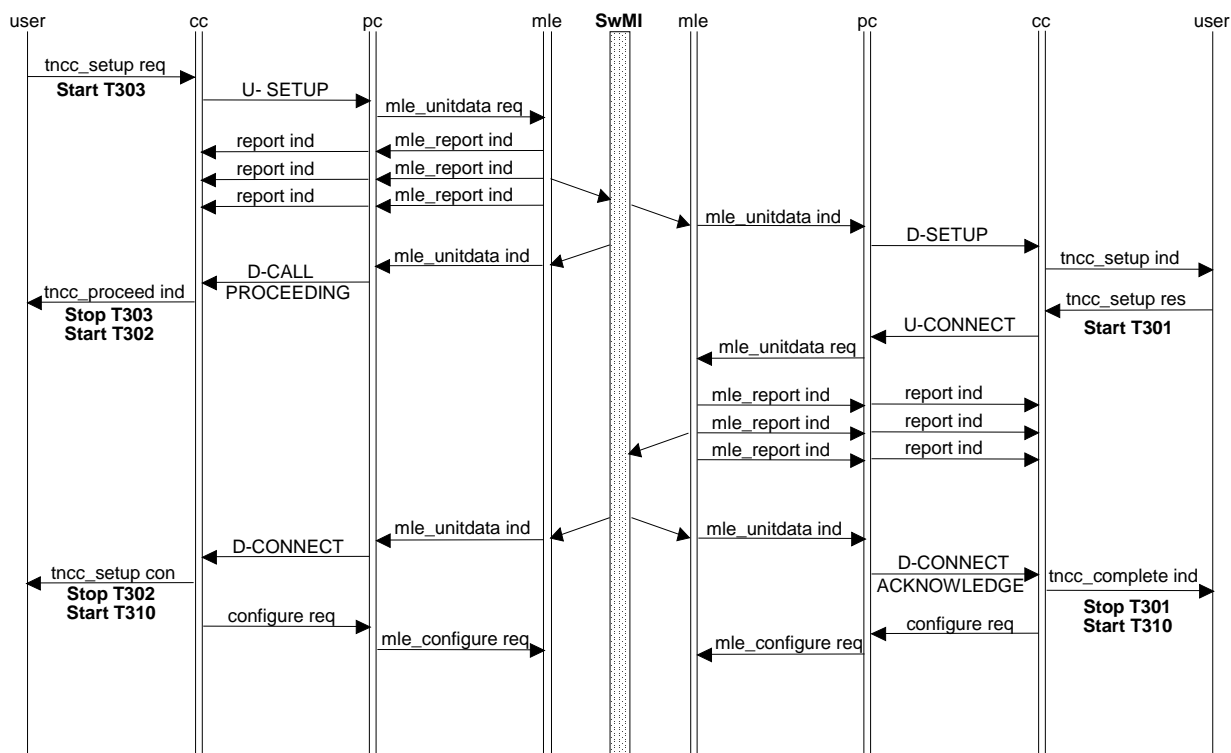 user cc pc mle SwMI mle pc cc user
tncc_setup req
Start T303
U- SETUP
mle_unitdata req
report ind mle_report ind
report ind mle_report ind
report ind mle_report ind
mle_unitdata ind
D-SETUP
tncc_setup ind
mle_unitdata ind
D-CALL
PROCEEDING
tncc_proceed ind
Stop T303
Start T302
tncc_setup res
Start T301
U-CONNECT
mle_unitdata req
mle_report ind report ind
mle_report ind report ind
mle_report ind report ind
mle_unitdata ind mle_unitdata ind
D-CONNECT
tncc_setup con
Stop T302
Start T310
D-CONNECT
ACKNOWLEDGE
tncc_complete ind
Stop T301
Start T310
configure req configure req
mle_configure req mle_configure req